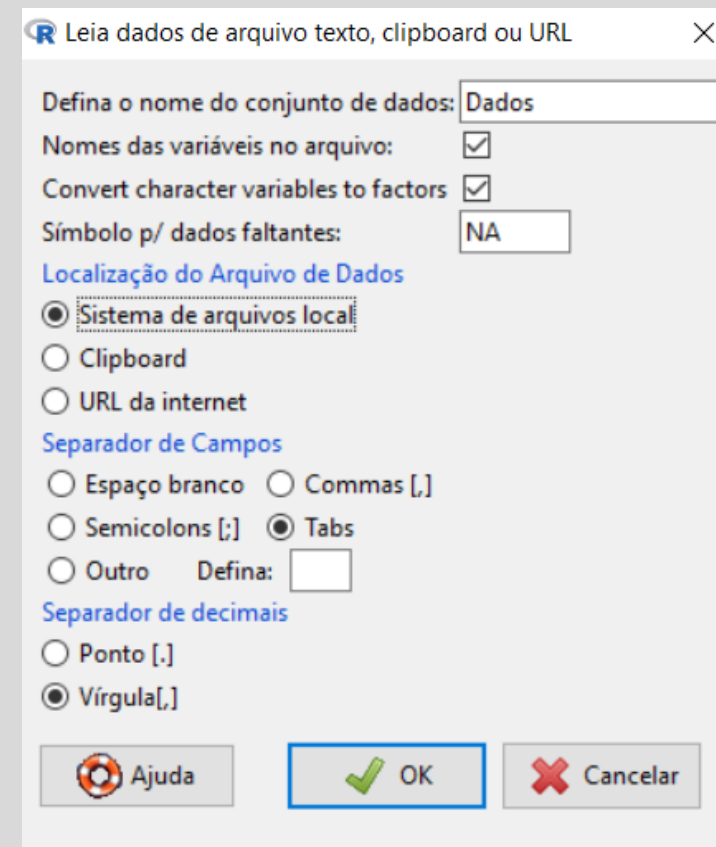 R Leia dados de arquivo texto, clipboard ou URL
Defina o nome do conjunto de dados: Dados
Nomes das variáveis no arquivo:
Convert character variables to factors
Símbolo p/ dados faltantes: NA
Localização do Arquivo de Dados
Sistema de arquivos local
Clipboard
URL da internet
Separador de Campos
Espaço branco Commas [,]
Semicolons [;] Tabs
Outro Defina:
Separador de decimais
Ponto [.]
Vírgula[,]
Ajuda OK Cancelar